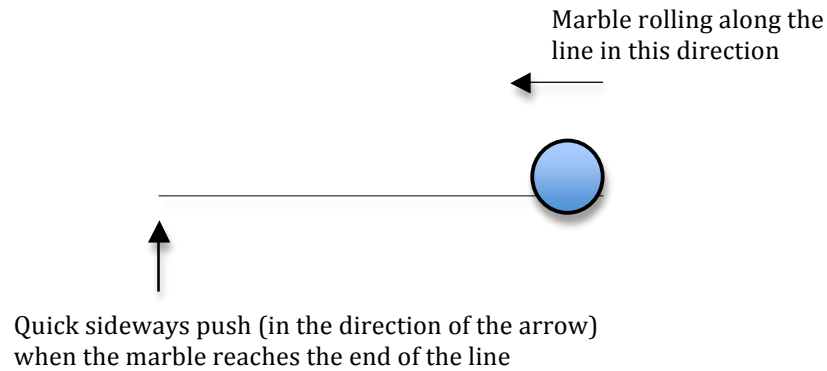 Marble rolling along the
line in this direction
Quick sideways push (in the direction of the arrow)
when the marble reaches the end of the line